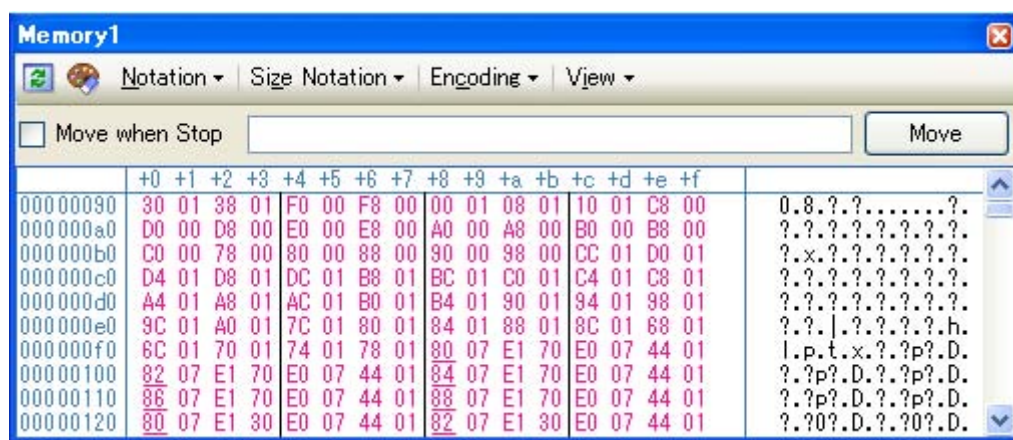 Memory1
Notation Size Notation Encoding View
Move when Stop Move
+0 +1 +2 +3 +4 +5 +6 +7 +8 +9 +a +b +c +d +e +f
00000090 30 01 38 01 F0 00 F8 00 00 01 08 01 10 01 C8 00 0.8.?.?.......?.
000000a0 D0 00 D8 00 E0 00 E8 00 A0 00 A8 00 B0 00 B8 00 ?.?.?.?.?.?.?.?.
000000b0 C0 00 78 00 80 00 88 00 90 00 98 00 CC 01 D0 01 ?.x.?.?.?.?.?.?.
000000c0 D4 01 D8 01 DC 01 B8 01 BC 01 C0 01 C4 01 C8 01 ?.?.?.?.?.?.?.?.
000000d0 A4 01 A8 01 AC 01 B0 01 B4 01 90 01 94 01 98 01 ?.?.?.?.?.?.?.?.
000000e0 9C 01 A0 01 7C 01 80 01 84 01 88 01 8C 01 68 01 ?.?.|.?.?.?.?.h.
000000f0 6C 01 70 01 74 01 78 01 80 07 E1 70 E0 07 44 01 l.p.t.x.?.?p?.D.
00000100 82 07 E1 70 E0 07 44 01 84 07 E1 70 E0 07 44 01 ?.?p?.D.?.?p?.D.
00000110 86 07 E1 70 E0 07 44 01 88 07 E1 70 E0 07 44 01 ?.?p?.D.?.?p?.D.
00000120 80 07 E1 30 E0 07 44 01 82 07 E1 30 E0 07 44 01 ?.?0?.D.?.?0?.D.